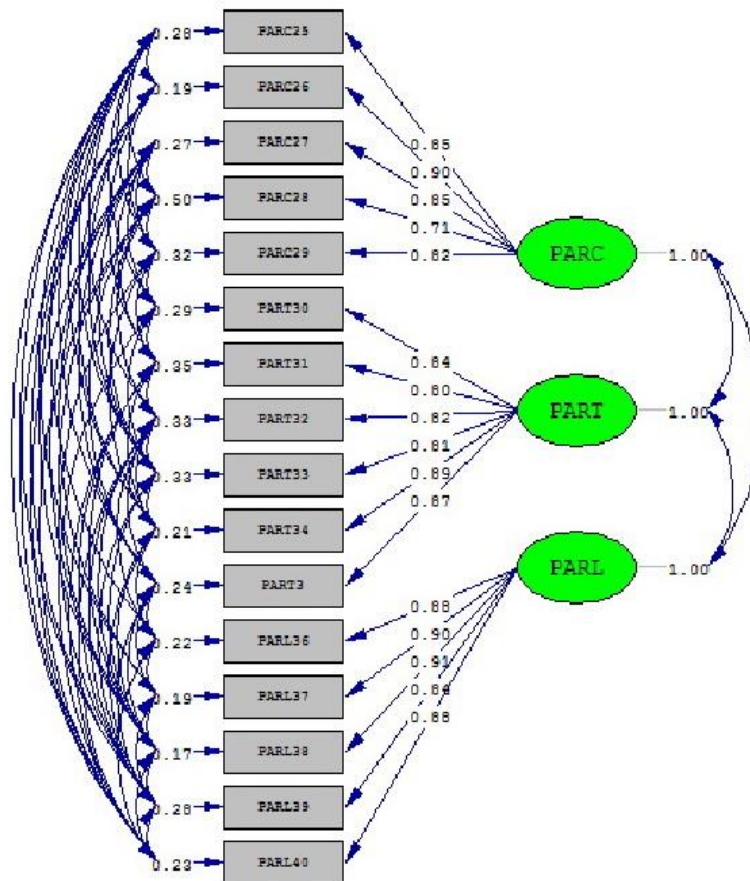 0.28 PARC25
0.19 PARC26
0.27 PARC27
0.85
0.90
0.50 PARC28
0.85
0.71
0.32 PARC29
0.82
PARC 1.00
0.29 PART30
0.35 PART31
0.84
0.80
0.33 PART32
0.82
PART 1.00
0.81
0.33 PART33
0.89
0.87
0.21 PART34
0.24 PART3
PARL 1.00
0.88
0.22 PARL36
0.90
0.91
0.19 PARL37
0.88
0.17 PARL38
PARL39
0.23 PARL40